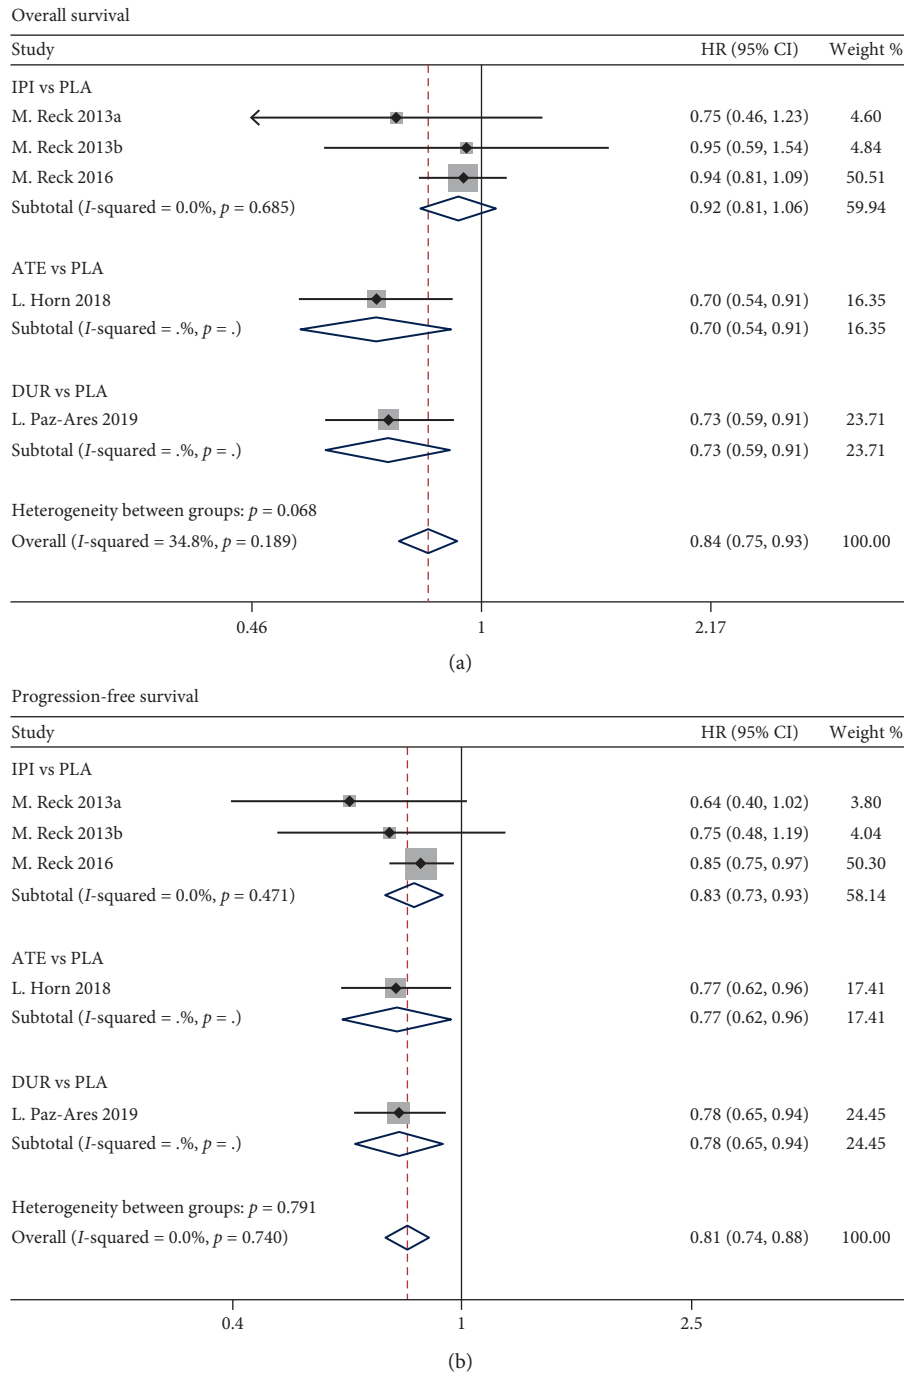 Overall survival
Study HR (95% CI) Weight %
IPI vs PLA
M. Reck 2013a 0.75 (0.46, 1.23) 4.60
M. Reck 2013b 0.95 (0.59, 1.54) 4.84
M. Reck 2016 0.94 (0.81, 1.09) 50.51
Subtotal (I-squared = 0.0%, p = 0.685) 0.92 (0.81, 1.06) 59.94
ATE vs PLA
L. Horn 2018 0.70 (0.54, 0.91) 16.35
Subtotal (I-squared = .%, p = .) 0.70 (0.54, 0.91) 16.35
DUR vs PLA
L. Paz-Ares 2019 0.73 (0.59, 0.91) 23.71
Subtotal (I-squared = .%, p = .) 0.73 (0.59, 0.91) 23.71
Heterogeneity between groups: p = 0.068
Overall (I-squared = 34.8%, p = 0.189) 0.84 (0.75, 0.93) 100.00
0.46 1 2.17
(a)
Progression-free survival
Study HR (95% CI) Weight %
IPI vs PLA
M. Reck 2013a 0.64 (0.40, 1.02) 3.80
M. Reck 2013b 0.75 (0.48, 1.19) 4.04
M. Reck 2016 0.85 (0.75, 0.97) 50.30
Subtotal (I-squared = 0.0%, p = 0.471) 0.83 (0.73, 0.93) 58.14
ATE vs PLA
L. Horn 2018 0.77 (0.62, 0.96) 17.41
Subtotal (I-squared = .%, p = .) 0.77 (0.62, 0.96) 17.41
DUR vs PLA
L. Paz-Ares 2019 0.78 (0.65, 0.94) 24.45
Subtotal (I-squared = .%, p = .) 0.78 (0.65, 0.94) 24.45
Heterogeneity between groups: p = 0.791
Overall (I-squared = 0.0%, p = 0.740) 0.81 (0.74, 0.88) 100.00
0.4 1 2.5
(b)